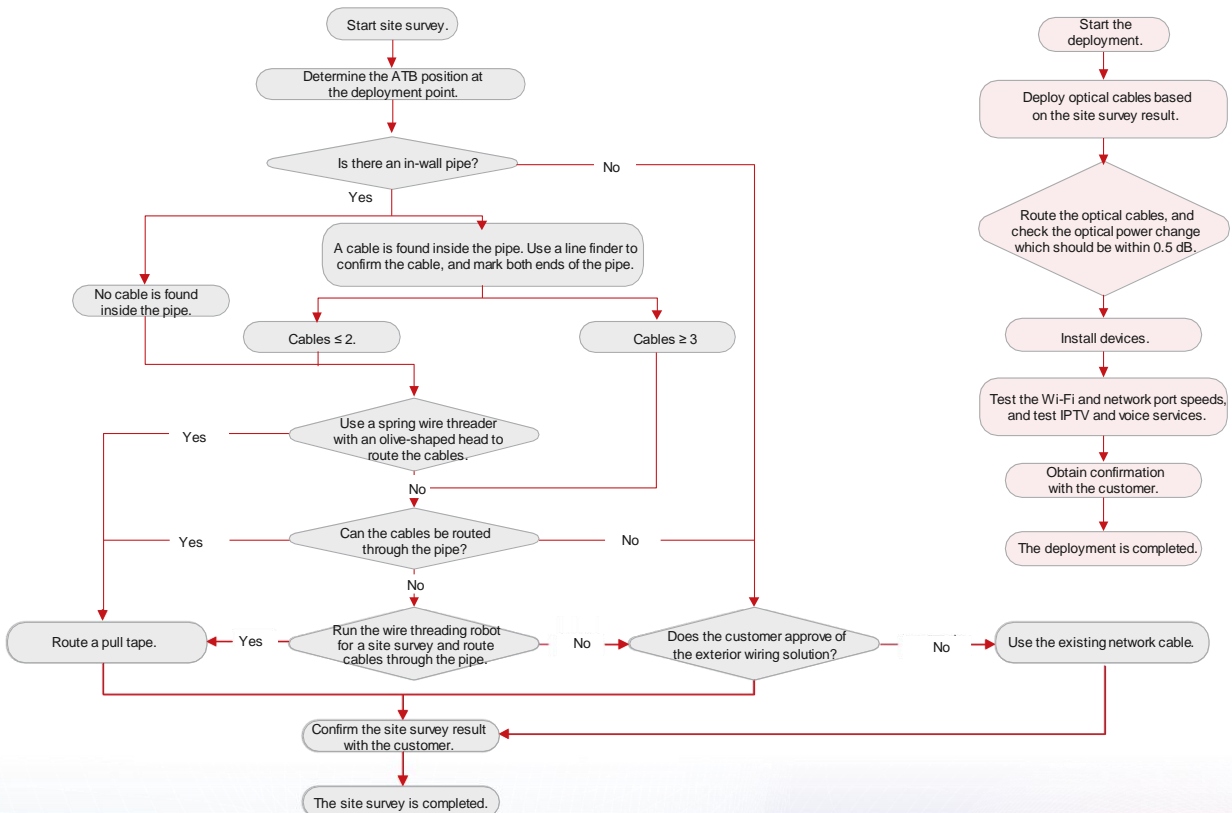 Start site survey.
Determine the ATB position at
the deployment point.
Is there an in-wall pipe?
No
Yes
A cable is found inside the pipe. Use a line finder to
confirm the cable, and mark both ends of the pipe.
No cable is found
inside the pipe.
Cables ≤ 2.
Cables ≥ 3
Use a spring wire threader
with an olive-shaped head to
route the cables.
Yes
No
Can the cables be routed
through the pipe?
Yes
No
No
Route a pull tape.
Yes
Run the wire threading robot
for a site survey and route
cables through the pipe.
No
Does the customer approve of
the exterior wiring solution?
No
Use the existing network cable.
Confirm the site survey result
with the customer.
The site survey is completed.
Start the
deployment.
Deploy optical cables based
on the site survey result.
Route the optical cables, and
check the optical power change
which should be within 0.5 dB.
Install devices.
Test the Wi-Fi and network port speeds,
and test IPTV and voice services.
Obtain confirmation
with the customer.
The deployment is completed.